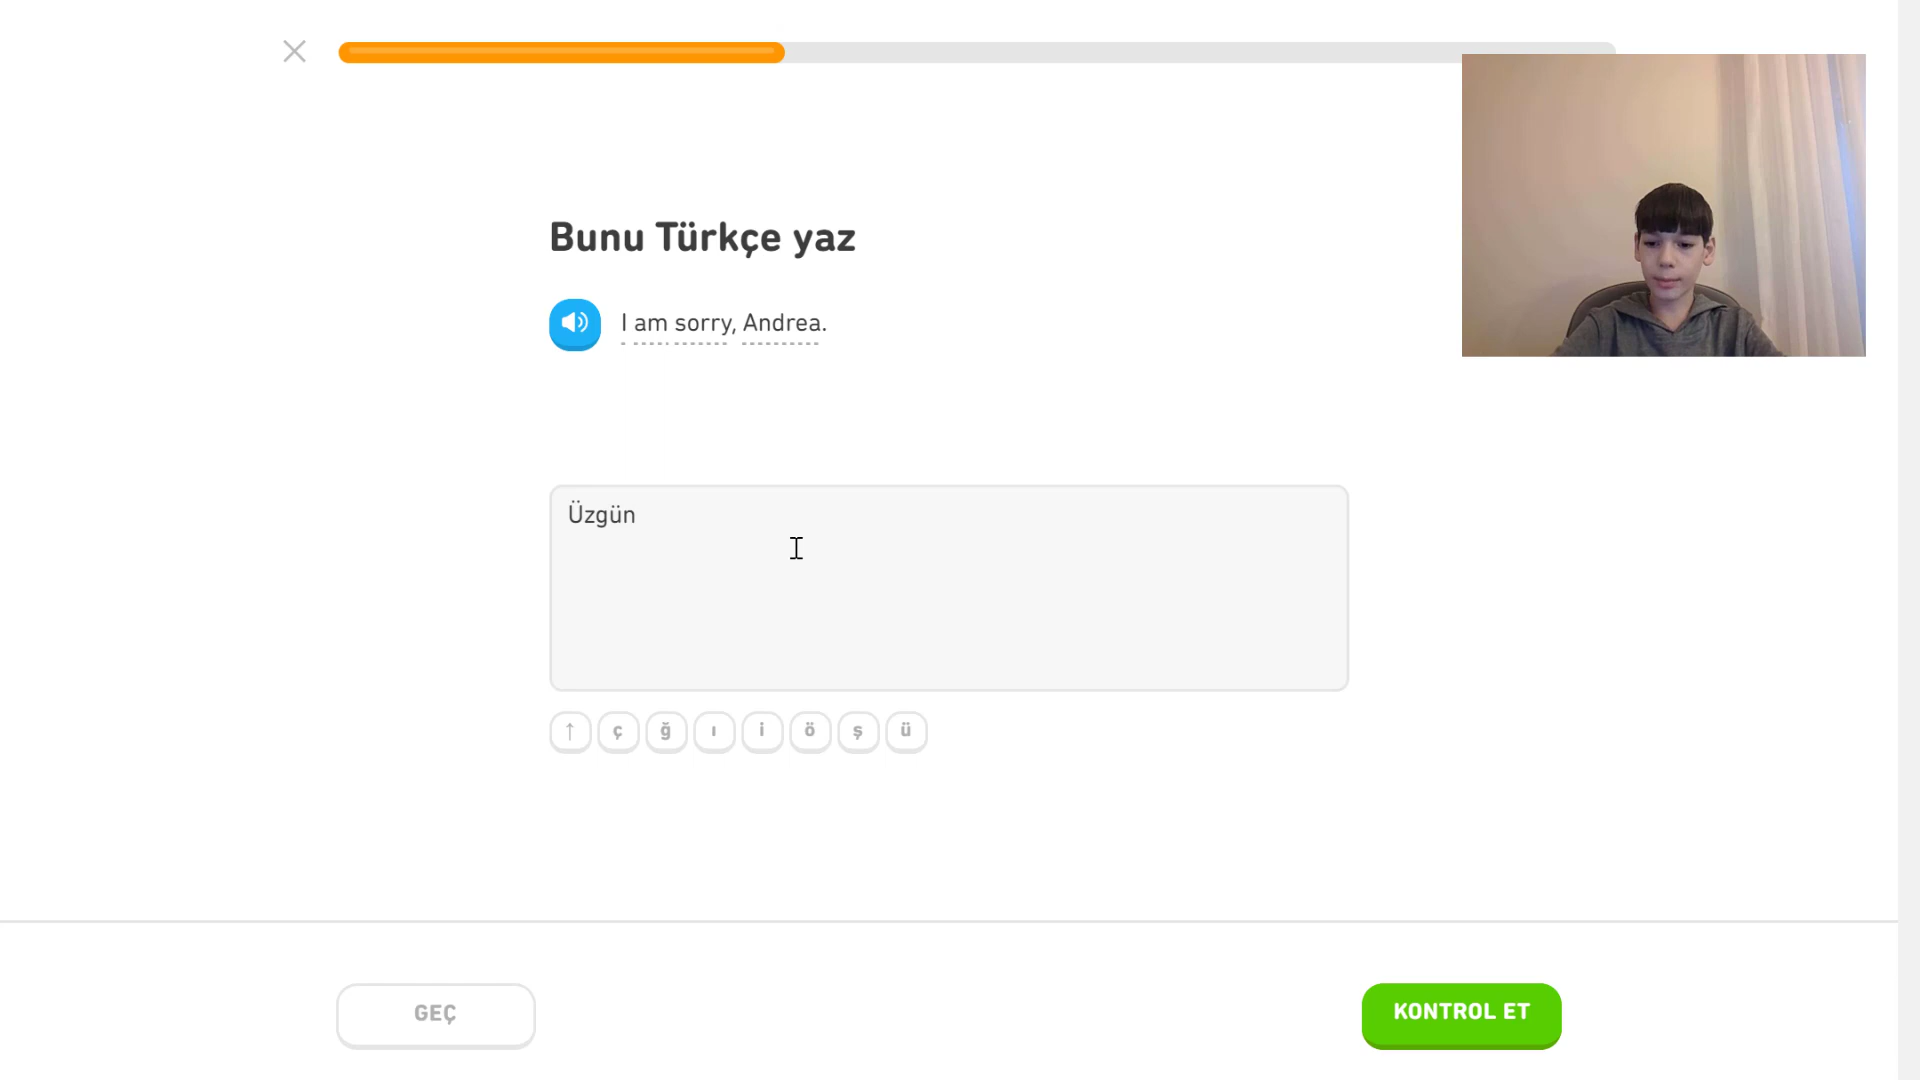 Bunu Türkçe yaz
I am sorry, Andrea.
Üzgün
↑ ç ğ ı i ö ş ü
GEÇ
KONTROL ET